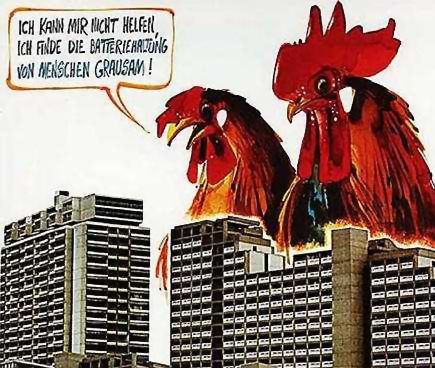 ICH KANN MIR NICHT HELFEN,
ICH FINDE DIE BATTERIEHALTUNG
VON MENSCHEN GRAUSAM!